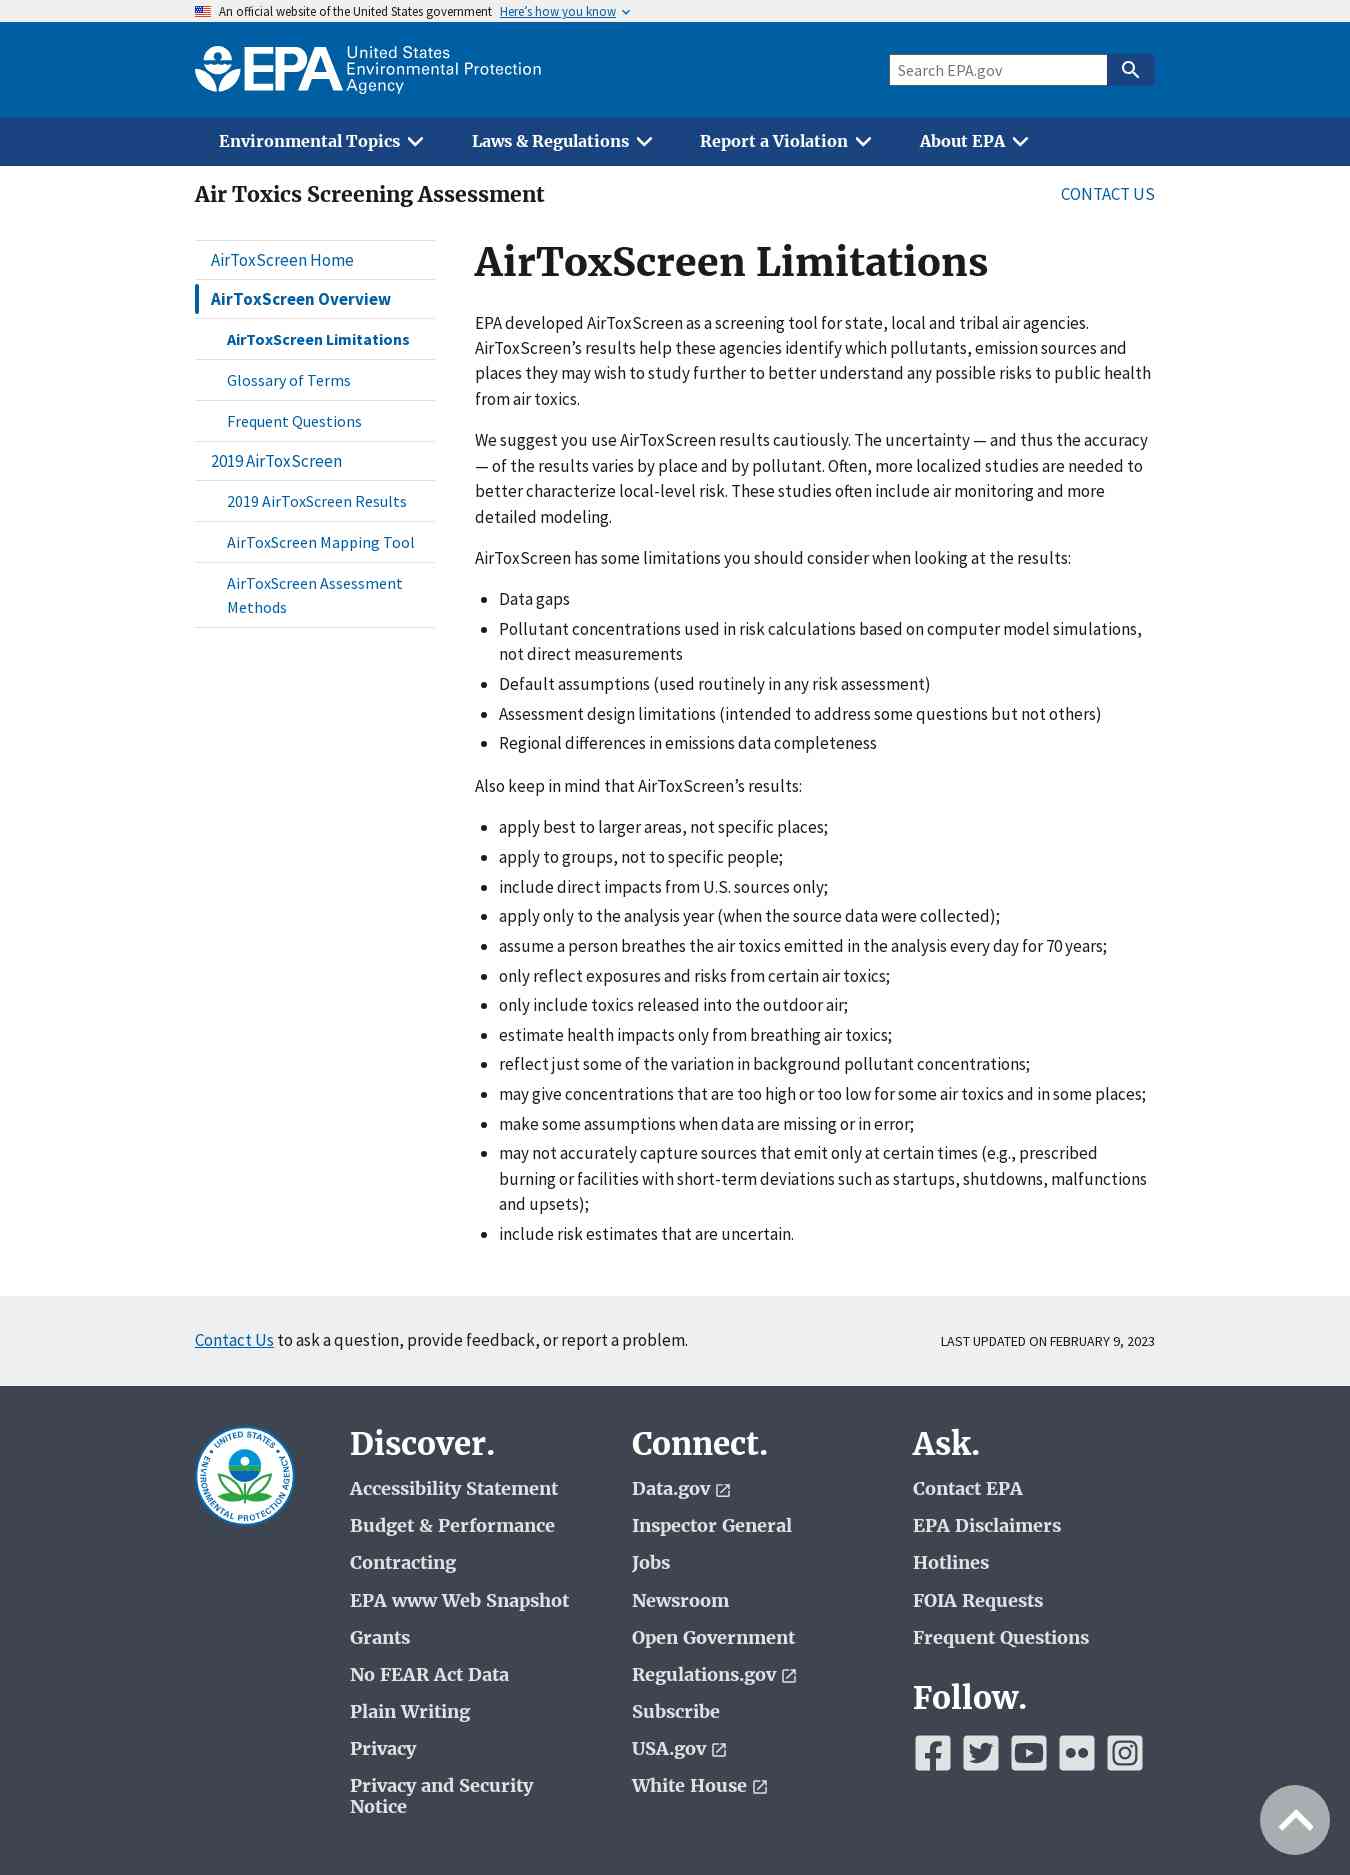 An official website of the United States government Here’s how you know
EPA United States
Environmental Protection
Agency
Search EPA.gov
Environmental Topics Laws & Regulations Report a Violation About EPA
Air Toxics Screening Assessment
CONTACT US
AirToxScreen Home
AirToxScreen Overview
AirToxScreen Limitations
Glossary of Terms
Frequent Questions
2019 AirToxScreen
2019 AirToxScreen Results
AirToxScreen Mapping Tool
AirToxScreen Assessment
Methods
AirToxScreen Limitations
EPA developed AirToxScreen as a screening tool for state, local and tribal air agencies.
AirToxScreen’s results help these agencies identify which pollutants, emission sources and
places they may wish to study further to better understand any possible risks to public health
from air toxics.
We suggest you use AirToxScreen results cautiously. The uncertainty — and thus the accuracy
— of the results varies by place and by pollutant. Often, more localized studies are needed to
better characterize local-level risk. These studies often include air monitoring and more
detailed modeling.
AirToxScreen has some limitations you should consider when looking at the results:
• Data gaps
• Pollutant concentrations used in risk calculations based on computer model simulations,
not direct measurements
• Default assumptions (used routinely in any risk assessment)
• Assessment design limitations (intended to address some questions but not others)
• Regional differences in emissions data completeness
Also keep in mind that AirToxScreen’s results:
• apply best to larger areas, not specific places;
• apply to groups, not to specific people;
• include direct impacts from U.S. sources only;
• apply only to the analysis year (when the source data were collected);
• assume a person breathes the air toxics emitted in the analysis every day for 70 years;
• only reflect exposures and risks from certain air toxics;
• only include toxics released into the outdoor air;
• estimate health impacts only from breathing air toxics;
• reflect just some of the variation in background pollutant concentrations;
• may give concentrations that are too high or too low for some air toxics and in some places;
• make some assumptions when data are missing or in error;
• may not accurately capture sources that emit only at certain times (e.g., prescribed
burning or facilities with short-term deviations such as startups, shutdowns, malfunctions
and upsets);
• include risk estimates that are uncertain.
Contact Us to ask a question, provide feedback, or report a problem.
LAST UPDATED ON FEBRUARY 9, 2023
UNITED STATES
ENVIRONMENTAL PROTECTION AGENCY
Discover.
Accessibility Statement
Budget & Performance
Contracting
EPA www Web Snapshot
Grants
No FEAR Act Data
Plain Writing
Privacy
Privacy and Security
Notice
Connect.
Data.gov
Inspector General
Jobs
Newsroom
Open Government
Regulations.gov
Subscribe
USA.gov
White House
Ask.
Contact EPA
EPA Disclaimers
Hotlines
FOIA Requests
Frequent Questions
Follow.